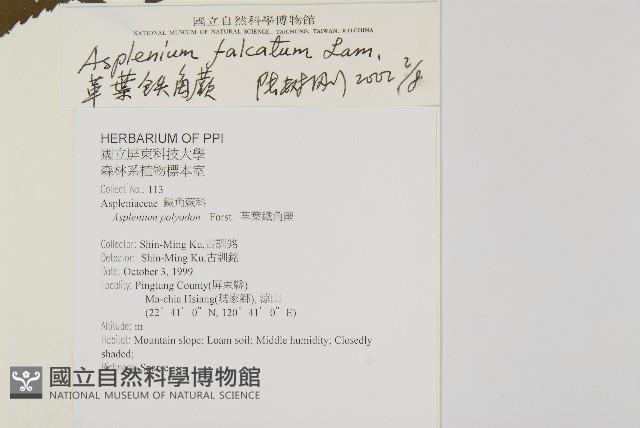 國立自然科學博物館
NATIONAL MUSEUM OF NATURAL SCIENCE, TAICHUNG, TAIWAN, R.O.CHINA
Asplenium falcatum Lam.
革葉铁角蕨 陆树刚 2002 2/8
HERBARIUM OF PPI
國立屏東科技大學
森林系植物標本室
Collect No.: 113
Aspleniaceae 鐵角蕨科
Asplenium polyodon Forst. 革葉鐵角蕨
Collector: Shin-Ming Ku,古訓銘
Detector: Shin-Ming Ku,古訓銘
Date: October 3, 1999
Locality: Pingtung County(屏東縣)
Ma-chia Hsiang(瑪家鄉), 涼山
(22° 41' 0" N, 120° 41' 0" E)
Altitude: m
Habitat: Mountain slope; Loam soil; Middle humidity; Closedly
shaded;
國立自然科學博物館
NATIONAL MUSEUM OF NATURAL SCIENCE